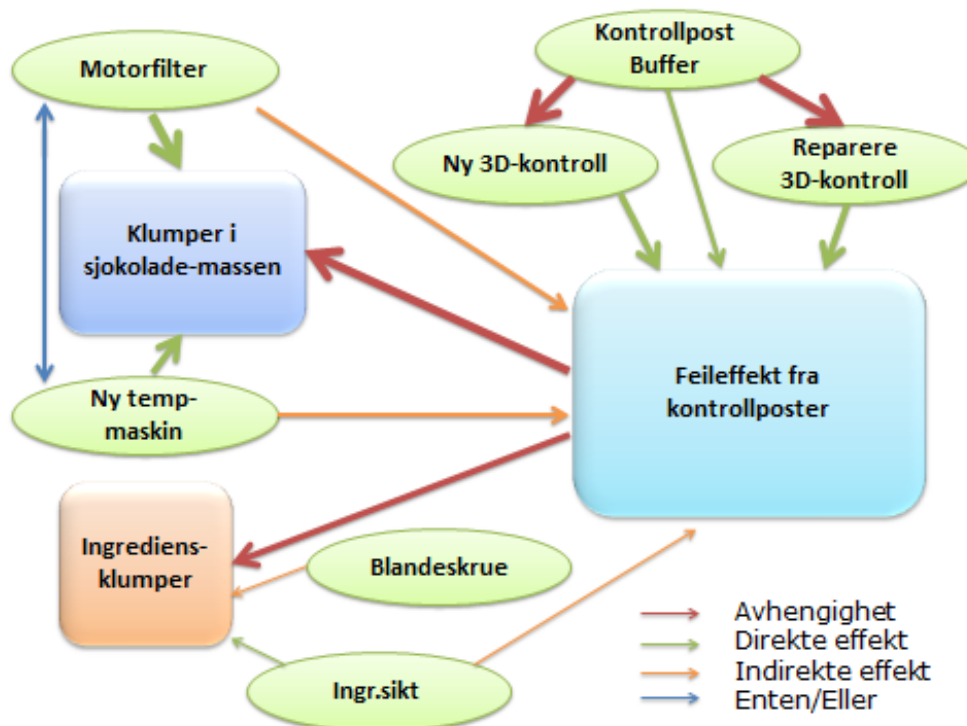 Motorfilter
Kontrollpost
Buffer
Ny 3D-kontroll
Reparere
3D-kontroll
Klumper i
sjokolade-massen
Feileffekt fra
kontrollposter
Ny temp-
maskin
Ingrediens-
klumper
Blandeskrue
Ingr.sikt
Avhengighet
Direkte effekt
Indirekte effekt
Enten/Eller